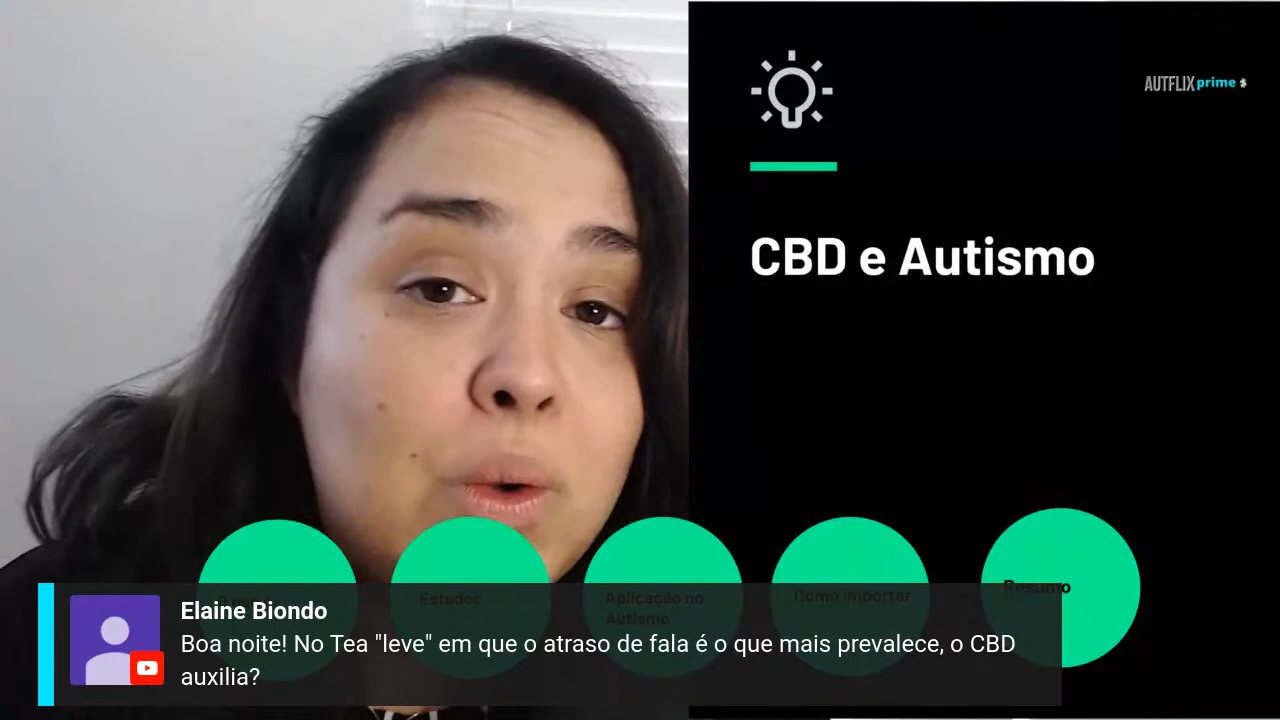 AUTFLIX prime
CBD e Autismo
Estados
Aplicação no
Autismo
Como importar
Resumo
Elaine Biondo
Boa noite! No Tea "leve" em que o atraso de fala é o que mais prevalece, o CBD
auxilia?